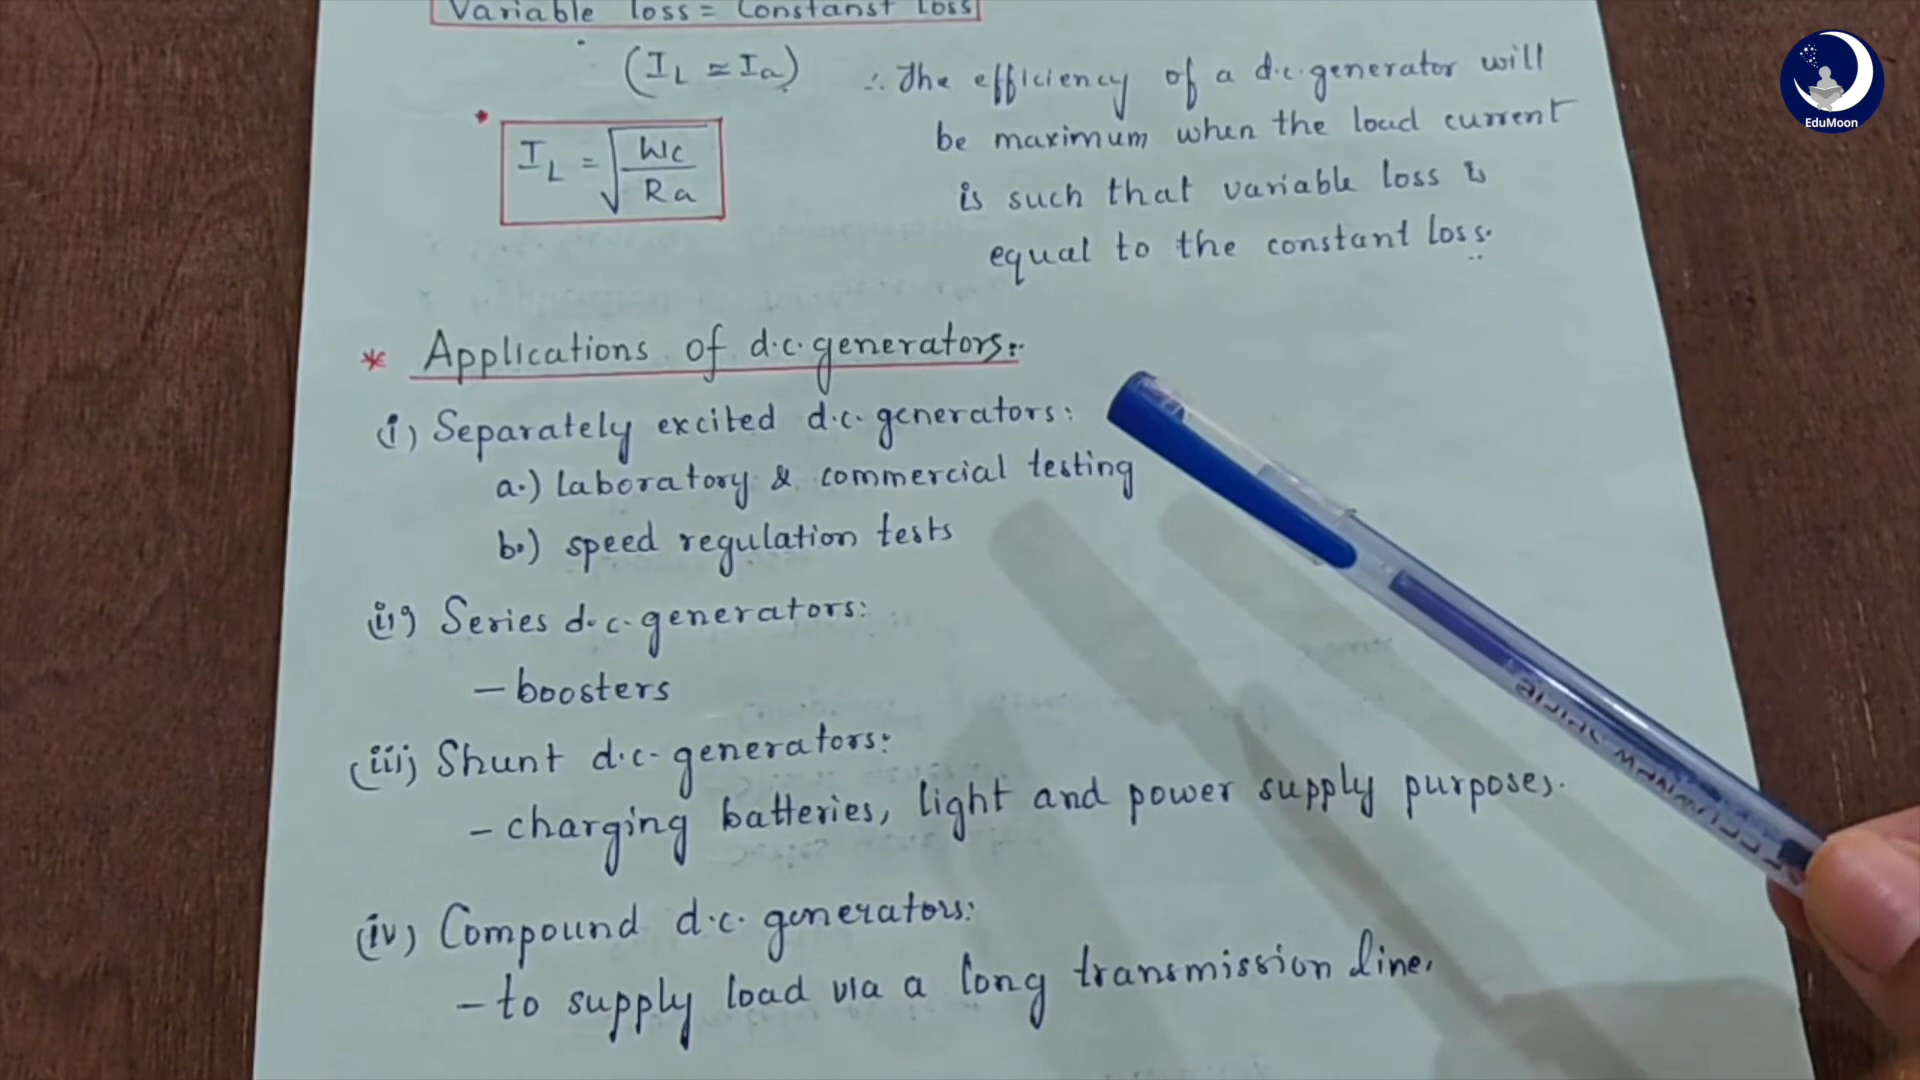 Variable loss = Constanst Loss
(IL ≃ Ia)
IL = √(Wc/Ra)
∴ The efficiency of a d.c. generator will
be maximum when the load current
is such that variable loss is
equal to the constant loss.
* Applications of d.c. generators:-
(i) Separately excited d.c. generators:
a.) laboratory & commercial testing
b.) speed regulation tests
(ii) Series d.c. generators:
- boosters
(iii) Shunt d.c. generators:
- charging batteries, light and power supply purposes.
(iv) Compound d.c. generators:
- to supply load via a long transmission line.
EduMoon